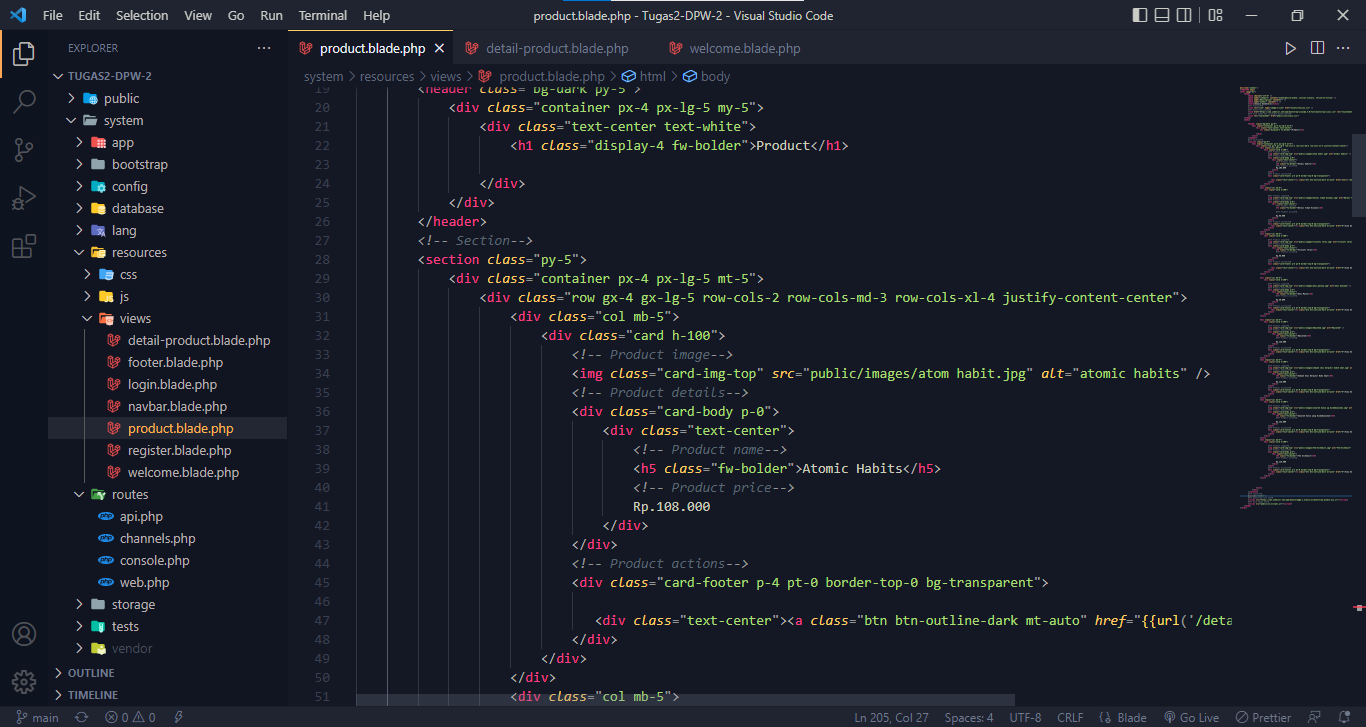 File Edit Selection View Go Run Terminal Help product.blade.php - Tugas2-DPW-2 - Visual Studio Code
EXPLORER ···
product.blade.php × detail-product.blade.php welcome.blade.php ···
TUGAS2-DPW-2
public
system
app
bootstrap
config
database
lang
resources
css
js
views
detail-product.blade.php
footer.blade.php
login.blade.php
navbar.blade.php
product.blade.php
register.blade.php
welcome.blade.php
routes
api.php
channels.php
console.php
web.php
storage
tests
vendor
OUTLINE
TIMELINE
system > resources > views > product.blade.php > html > body
19 <header class="bg-dark py-5">
20 <div class="container px-4 px-lg-5 my-5">
21 <div class="text-center text-white">
22 <h1 class="display-4 fw-bolder">Product</h1>
23
24 </div>
25 </div>
26 </header>
27 <!-- Section-->
28 <section class="py-5">
29 <div class="container px-4 px-lg-5 mt-5">
30 <div class="row gx-4 gx-lg-5 row-cols-2 row-cols-md-3 row-cols-xl-4 justify-content-center">
31 <div class="col mb-5">
32 <div class="card h-100">
33 <!-- Product image-->
34 <img class="card-img-top" src="public/images/atom habit.jpg" alt="atomic habits" />
35 <!-- Product details-->
36 <div class="card-body p-0">
37 <div class="text-center">
38 <!-- Product name-->
39 <h5 class="fw-bolder">Atomic Habits</h5>
40 <!-- Product price-->
41 Rp.108.000
42 </div>
43 </div>
44 <!-- Product actions-->
45 <div class="card-footer p-4 pt-0 border-top-0 bg-transparent">
46
47 <div class="text-center"><a class="btn btn-outline-dark mt-auto" href="{{url('/deta
48 </div>
49 </div>
50 </div>
51 <div class="col mb-5">
main 0 0 Ln 205, Col 27 Spaces: 4 UTF-8 CRLF Blade Go Live Prettier